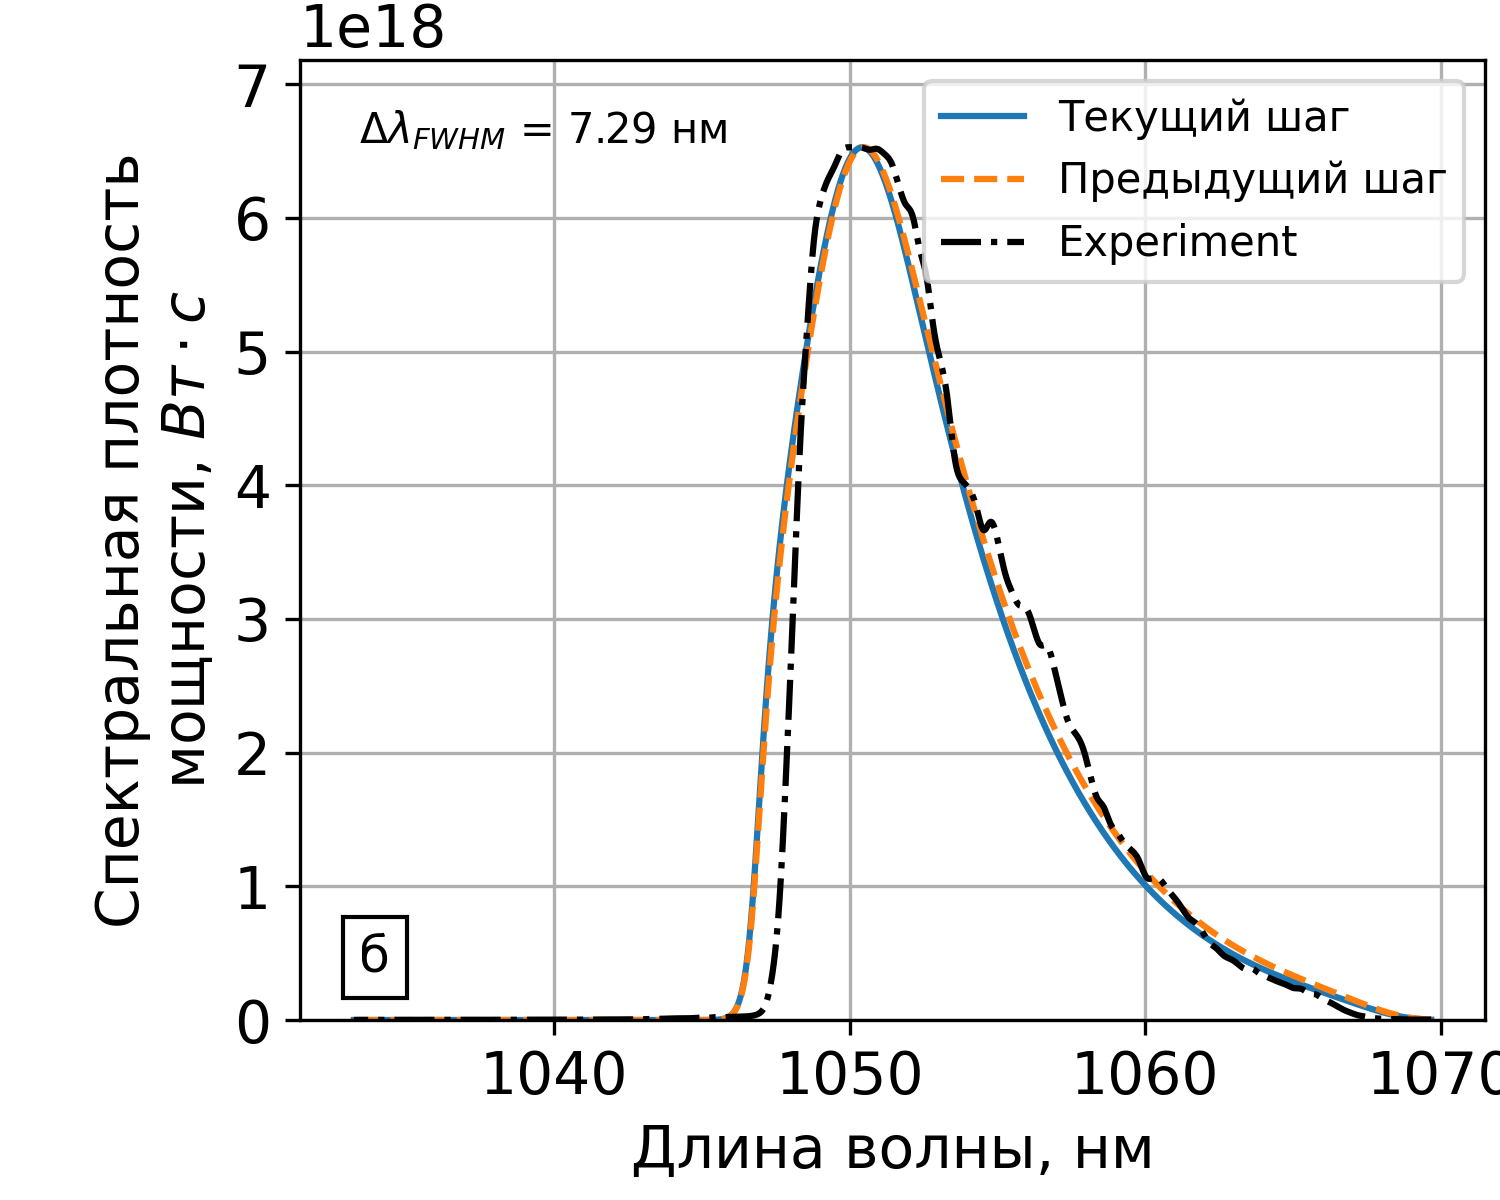 1e18
7
6
5
4
3
2
1
0
Спектральная плотность
мощности, Вт · с
Δλ_FWHM = 7.29 нм
Текущий шаг
Предыдущий шаг
Experiment
б
1040 1050 1060 1070
Длина волны, нм